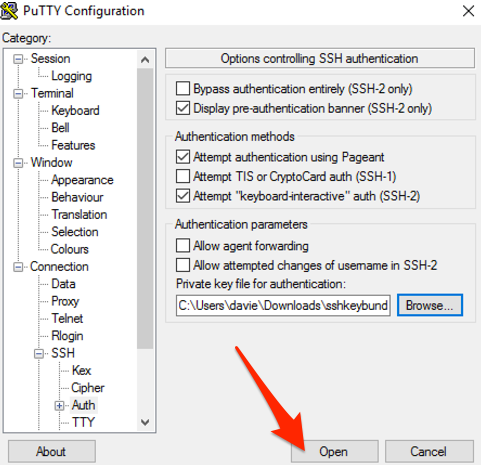 PuTTY Configuration
Category:
Session
Logging
Terminal
Keyboard
Bell
Features
Window
Appearance
Behaviour
Translation
Selection
Colours
Connection
Data
Proxy
Telnet
Rlogin
SSH
Kex
Cipher
Auth
TTY
Options controlling SSH authentication
Bypass authentication entirely (SSH-2 only)
Display pre-authentication banner (SSH-2 only)
Authentication methods
Attempt authentication using Pageant
Attempt TIS or CryptoCard auth (SSH-1)
Attempt "keyboard-interactive" auth (SSH-2)
Authentication parameters
Allow agent forwarding
Allow attempted changes of username in SSH-2
Private key file for authentication:
C:\Users\davie\Downloads\sshkeybund
Browse...
About
Open
Cancel